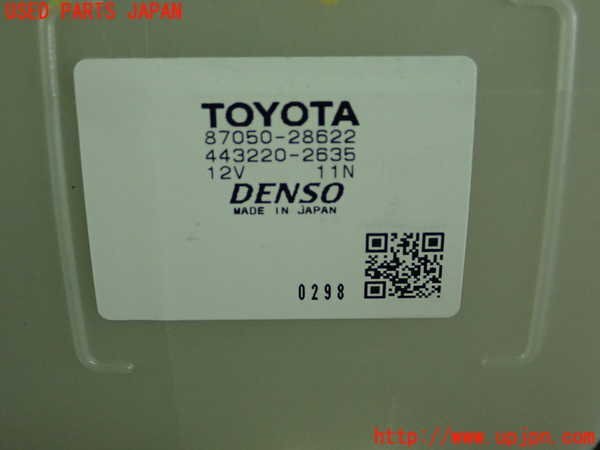 USED PARTS JAPAN
TOYOTA
87050-28622
443220-2635
12V 11N
DENSO
MADE IN JAPAN
0298
http://www.upjpn.com